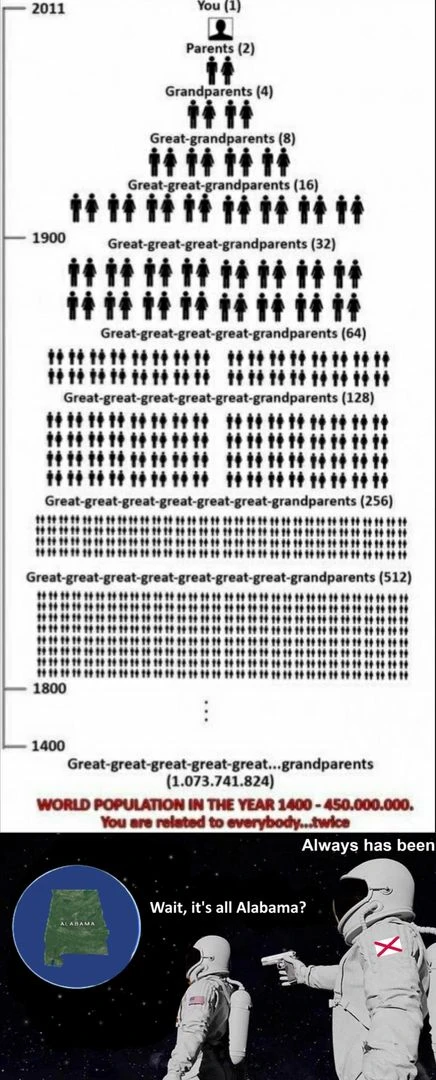 2011
You (1)
Parents (2)
Grandparents (4)
Great-grandparents (8)
Great-great-grandparents (16)
1900
Great-great-great-grandparents (32)
Great-great-great-great-grandparents (64)
Great-great-great-great-great-grandparents (128)
Great-great-great-great-great-great-grandparents (256)
Great-great-great-great-great-great-great-grandparents (512)
1800
1400
Great-great-great-great-great...grandparents
(1.073.741.824)
WORLD POPULATION IN THE YEAR 1400 - 450.000.000.
You are related to everybody...twice
Always has been
Wait, it's all Alabama?
ALABAMA